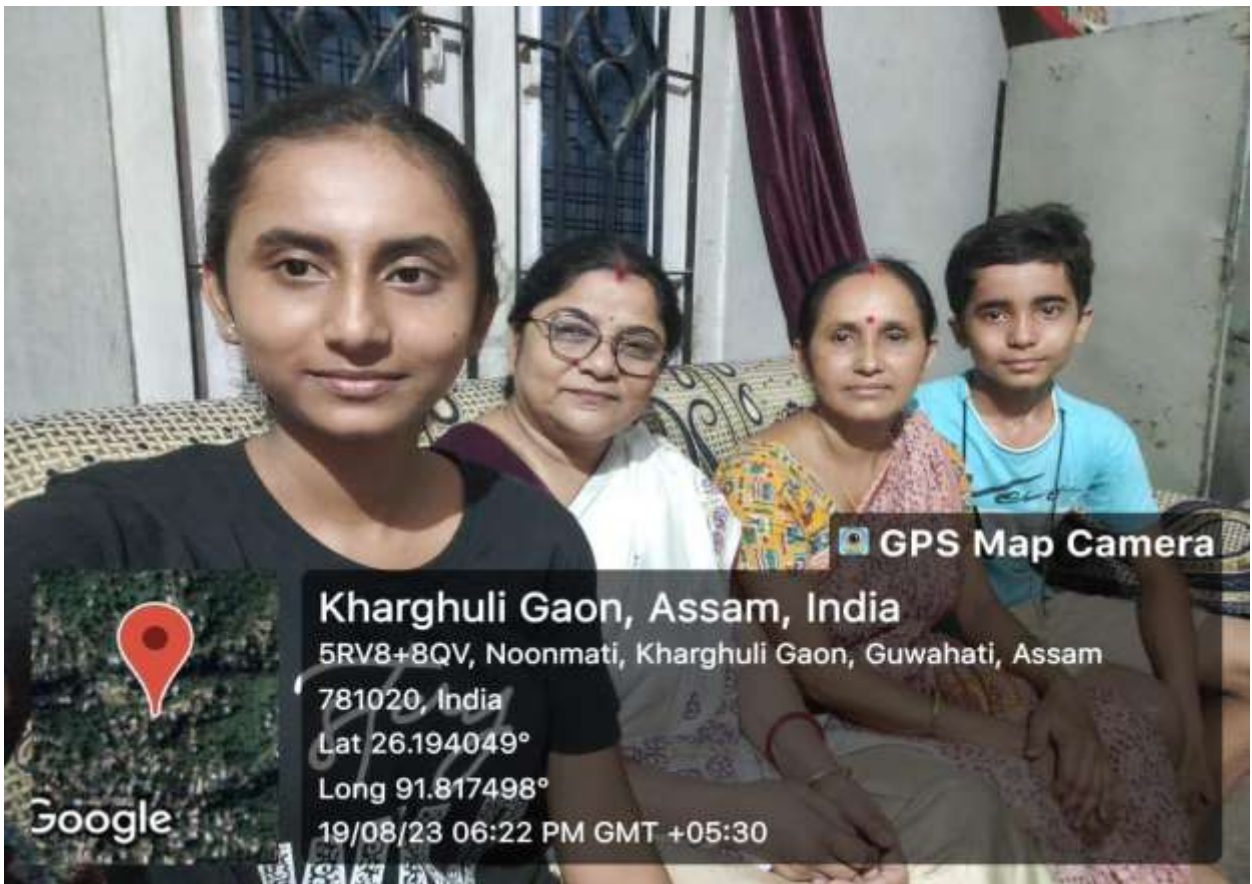 GPS Map Camera
Kharghuli Gaon, Assam, India
5RV8+8QV, Noonmati, Kharghuli Gaon, Guwahati, Assam
781020, India
Lat 26.194049°
Long 91.817498°
19/08/23 06:22 PM GMT +05:30
Google
Stay